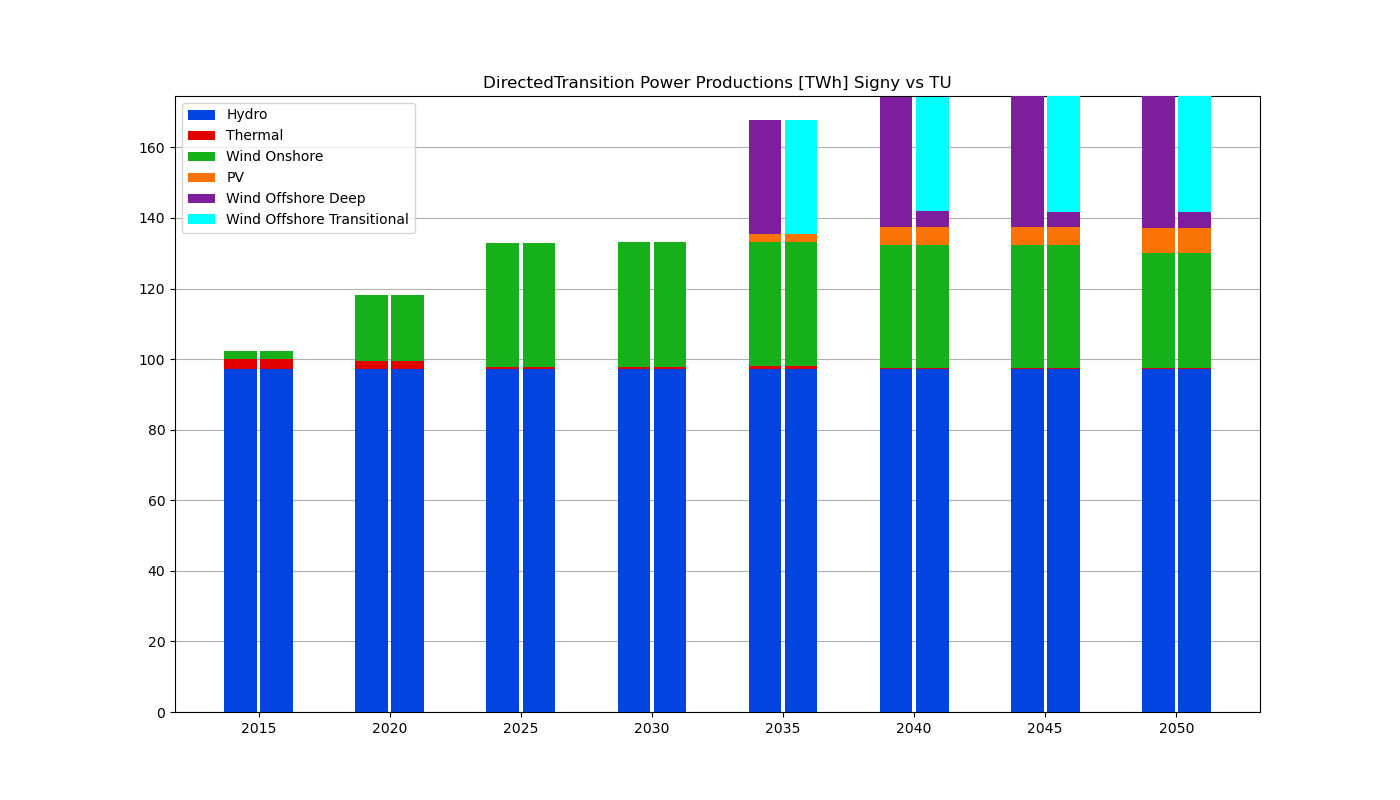 DirectedTransition Power Productions [TWh] Signy vs TU
Hydro
Thermal
Wind Onshore
PV
Wind Offshore Deep
Wind Offshore Transitional
160
140
120
100
80
60
40
20
0
2015 2020 2025 2030 2035 2040 2045 2050